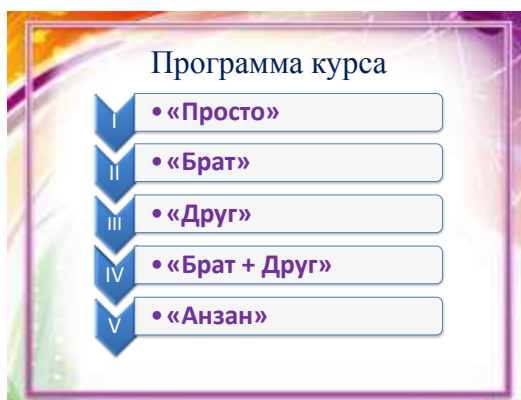 Программа курса
I • «Просто»
II • «Брат»
III • «Друг»
IV • «Брат + Друг»
V • «Анзан»